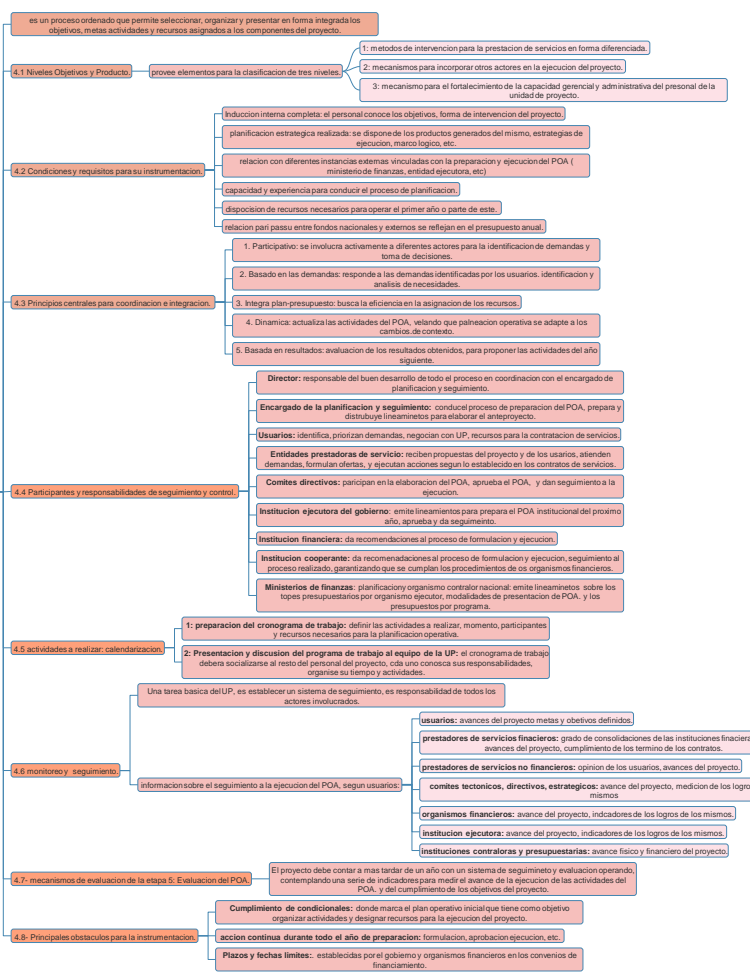 es un proceso ordenado que permite seleccionar, organizar y presentar en forma integrada los
objetivos, metas actividades y recursos asignados a los componentes del proyecto.
4.1 Niveles Objetivos y Producto.
provee elementos para la clasificacion de tres niveles.
1: metodos de intervencion para la prestacion de servicios en forma diferenciada.
2: mecanismos para incorporar otros actores en la ejecucion del proyecto.
3: mecanismo para el fortalecimiento de la capacidad gerencial y administrativa del presonal de la
unidad de proyecto.
4.2 Condiciones y requisitos para su instrumentacion.
Induccion interna completa: el personal conoce los objetivos, forma de intervencion del proyecto.
planificacion estrategica realizada: se dispone de los productos generados del mismo, estrategias de
ejecucion, marco logico, etc.
relacion con diferentes instancias externas vinculadas con la preparacion y ejecucion del POA (
ministerio de finanzas, entidad ejecutora, etc)
capacidad y experiencia para conducir el proceso de planificacion.
dispocision de recursos necesarios para operar el primer año o parte de este.
relacion pari passu entre fondos nacionales y externos se reflejan en el presupuesto anual.
4.3 Principios centrales para coordinacion e integracion.
1. Participativo: se involucra activamente a diferentes actores para la identificacion de demandas y
toma de decisiones.
2. Basado en las demandas: responde a las demandas identificadas por los usuarios. identificacion y
analisis de necesidades.
3. Integra plan-presupuesto: busca la eficiencia en la asignacion de los recursos.
4. Dinamica: actualiza las actividades del POA, velando que palneacion operativa se adapte a los
cambios de contexto.
5. Basada en resultados: avaluacion de los resultados obtenidos, para proponer las actividades del año
siguiente.
4.4 Participantes y responsabilidades de seguimiento y control.
Director: responsable del buen desarrollo de todo el proceso en coordinacion con el encargado de
planificacion y seguimiento.
Encargado de la planificacion y seguimiento: conduce el proceso de preparacion del POA, prepara y
distrubuye lineaminetos para elaborar el anteproyecto.
Usuarios: identifica, priorizan demandas, negocian con UP, recursos para la contratacion de servicios.
Entidades prestadoras de servicio: reciben propuestas del proyecto y de los usarios, atienden
demandas, formulan ofertas, y ejecutan acciones segun lo establecido en los contratos de servicios.
Comites directivos: paricipan en la elaboracion del POA, aprueba el POA, y dan seguimiento a la
ejecucion.
Institucion ejecutora del gobierno: emite lineamientos para prepara el POA institucional del proximo
año, aprueba y da segumeinto.
Institucion financiera: da recomendaciones al proceso de formulacion y ejecucion.
Institucion cooperante: da recomenadaciones al proceso de formulacion y ejecucion, seguimiento al
proceso realizado, garantizando que se cumplan los procedimientos de os organismos financieros.
Ministerios de finanzas: planificaciony organismo contralor nacional: emite lineaminetos sobre los
topes presupuestarios por organismo ejecutor, modalidades de presentacion de POA. y los
presupuestos por programa.
4.5 actividades a realizar: calendarizacion.
1: preparacion del cronograma de trabajo: definir las actividades a realizar, momento, participantes
y recursos necesarios para la planificacion operativa.
2: Presentacion y dscusion del programa de trabajo al equipo de la UP: el cronograma de trabajo
debera socializarse al resto del personal del proyecto, cda uno conosca sus responsabilidades,
organise su tiempo y actividades.
4.6 monitoreo y seguimiento.
Una tarea basica del UP, es establecer un sistema de seguimiento, es responsabilidad de todos los
actores involucrados.
informacion sobre el seguimiento a la ejecucion del POA, segun usuarios:
usuarios: avances del proyecto metas y obetivos definidos.
prestadores de servicios finacieros: grado de consolidaciones de las instituciones finaciera
avances del proyecto, cumplimiento de los termino de los contratos.
prestadores de servicios no financieros: opinion de los usuarios, avances del proyecto.
comites tectonicos, directivos, estrategicos: avance del proyecto, medicion de los logro
mismos
organismos financieros: avance del proyecto, indcadores de los logros de los mismos.
institucion ejecutora: avance del proyecto, indicadores de los logros de los mismos.
instituciones contraloras y presupuestarias: avance fisico y financiero del proyecto.
4.7- mecanismos de evaluacion de la etapa 5: Evaluacion del POA.
El proyecto debe contar a mas tardar de un año con un sistema de segumineto y evaluacion operando,
contemplando una serie de indicadores para medir el avance de la ejecucion de las actividades del
POA. y del cumplimiento de los objetivos del proyecto.
4.8- Principales obstaculos para la instrumentacion.
Cumplimiento de condicionales: donde marca el plan operativo inicial que tiene como objetivo
organizar actividades y designar recursos para la ejecucion del proyecto.
accion continua durante todo el año de preparacion: formulacion, aprobacion ejecucion, etc.
Plazos y fechas limites:. establecidas por el gobierno y organismos financieros en los convenios de
financiamiento.